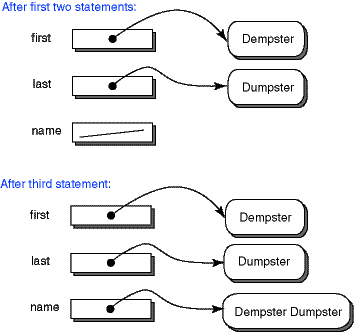 After first two statements:
first Dempster
last Dumpster
name
After third statement:
first Dempster
last Dumpster
name Dempster Dumpster